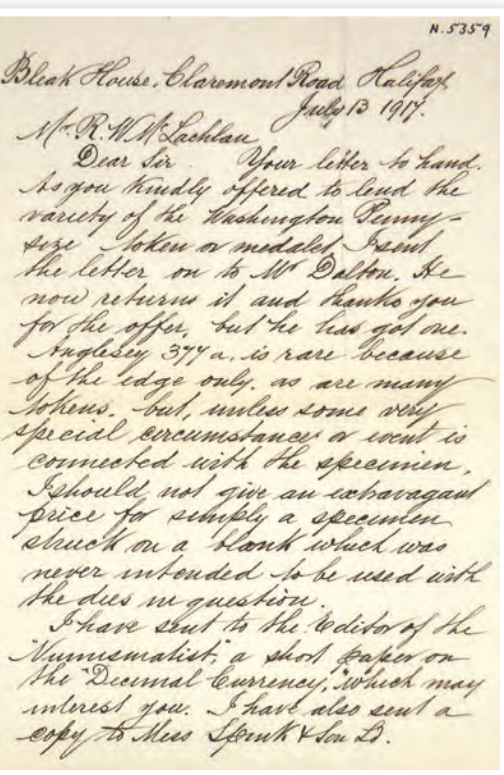 N. 5359
Bleak House. Claremont Road Halifax
July 13 1917.
Mr. R. W. McLachlan
Dear Sir. Your letter to hand.
As you kindly offered to lend the
variety of the Washington Penny-
size token or medalet, I sent
the letter on to Mr Dalton. He
now returns it and thanks you
for the offer, but he has got one.
Anglesey 377 a. is rare because
of the edge only. as are many
tokens. but, unless some very
special circumstance or event is
connected with the specimen,
I should not give an extravagant
price for simply a specimen
struck on a blank which was
never intended to be used with
the dies in question.
I have sent to the Editor of the
"Numismatist," a short paper on
the "Decimal Currency," which may
interest you. I have also sent a
copy to Mess Spink & Son Ld.